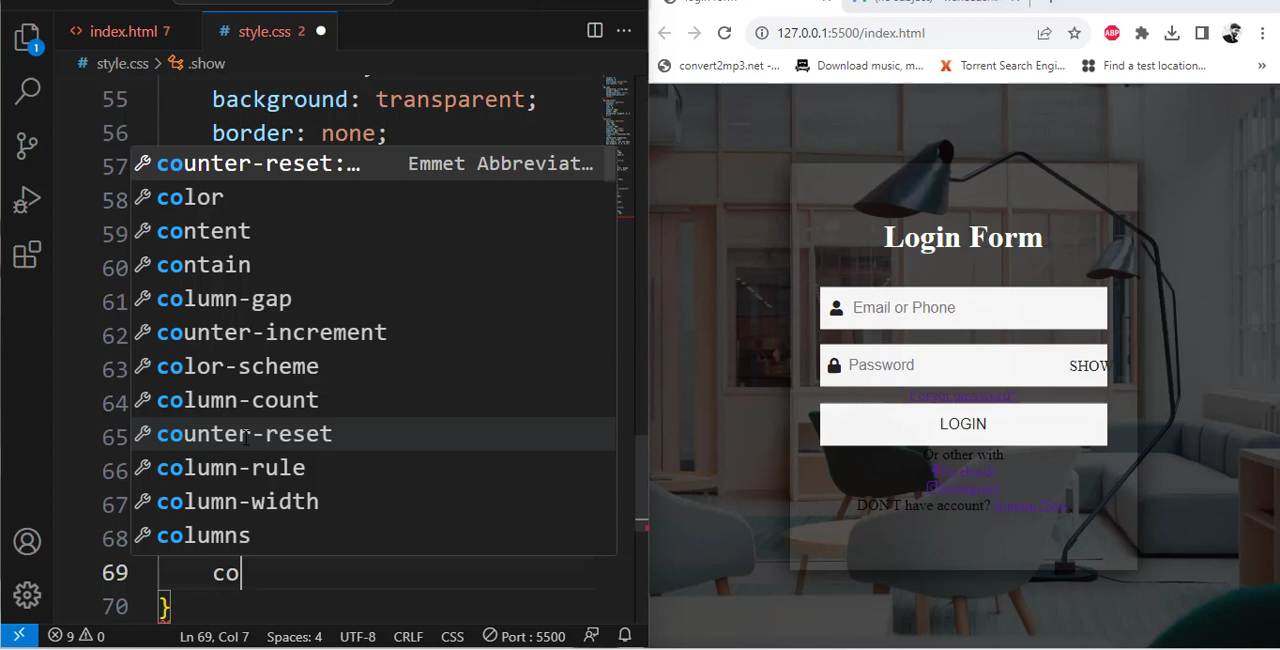 index.html 7
# style.css 2
style.css > .show
55 background: transparent;
56 border: none;
57 counter-reset:… Emmet Abbreviat…
58 color
59 content
60 contain
61 column-gap
62 counter-increment
63 color-scheme
64 column-count
65 counter-reset
66 column-rule
67 column-width
68 columns
69 co
70 }
1
9 0
Ln 69, Col 7
Spaces: 4
UTF-8
CRLF
CSS
Port : 5500
127.0.0.1:5500/index.html
ABP
convert2mp3.net -...
Download music, m...
Torrent Search Engi...
Find a test location...
»
Login Form
Email or Phone
Password SHOW
LOGIN
Or other with
DON'T have account?